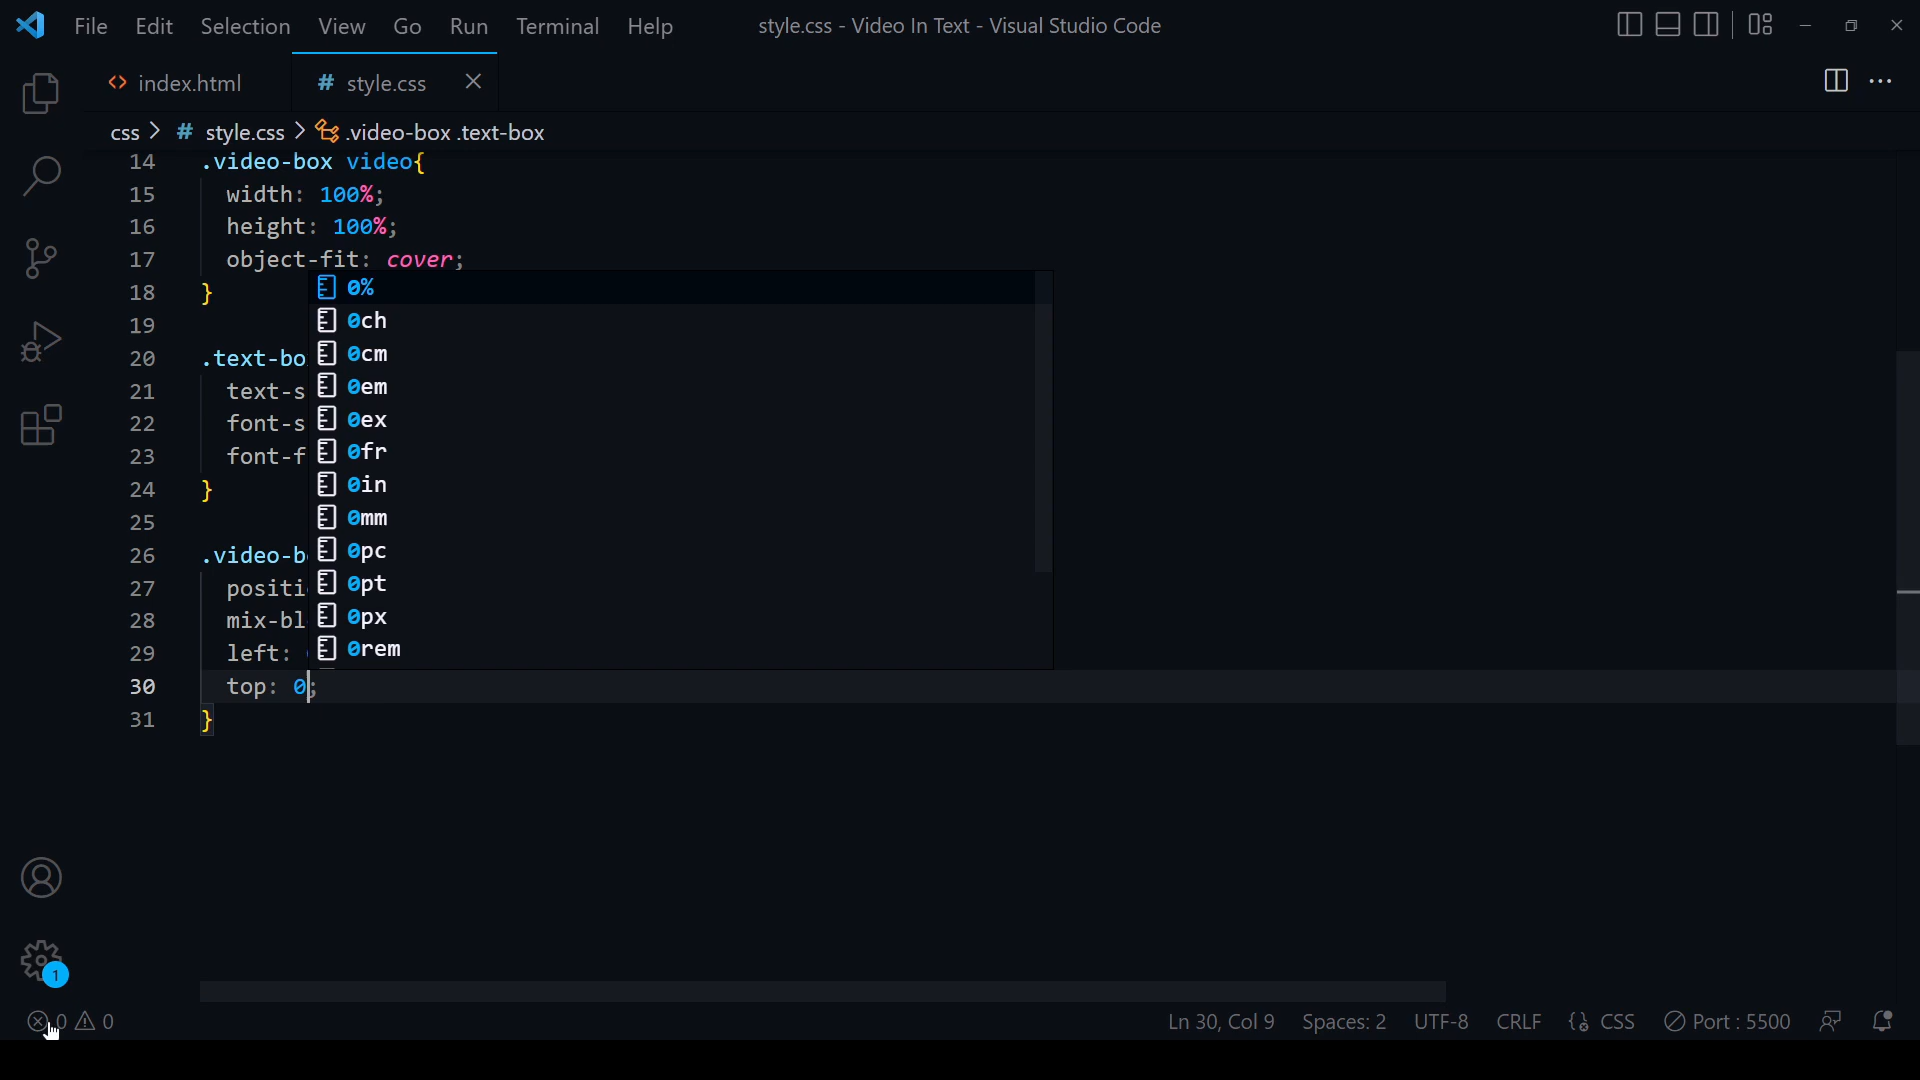 File Edit Selection View Go Run Terminal Help style.css - Video In Text - Visual Studio Code
<> index.html # style.css
css > # style.css > .video-box .text-box
14 .video-box video{
15 width: 100%;
16 height: 100%;
17 object-fit: cover;
18 }
19
20 .text-bo
21 text-s
22 font-s
23 font-f
24 }
25
26 .video-b
27 positi
28 mix-bl
29 left:
30 top: 0;
31 }
0%
0ch
0cm
0em
0ex
0fr
0in
0mm
0pc
0pt
0px
0rem
1
0 0 Ln 30, Col 9 Spaces: 2 UTF-8 CRLF {} CSS Port : 5500